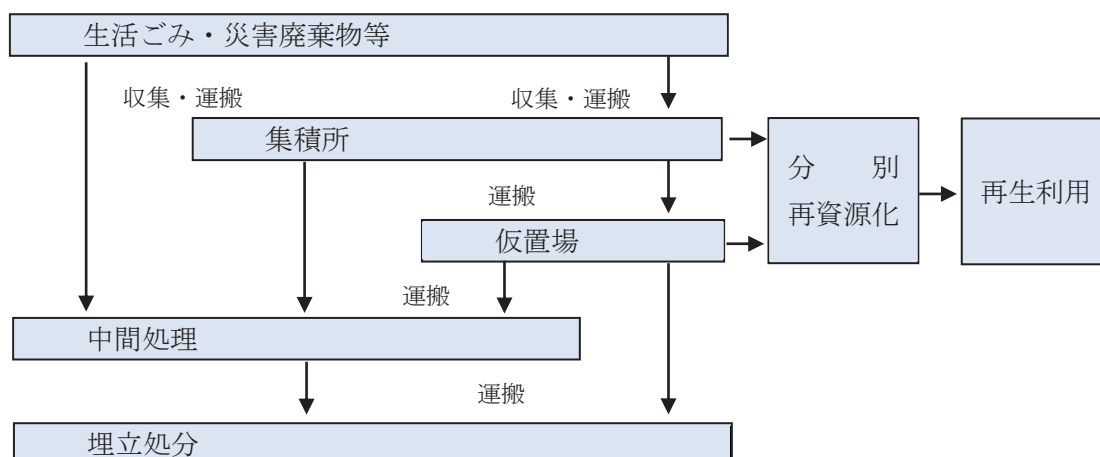 生活ごみ・災害廃棄物等
収集・運搬
収集・運搬
集積所
分　別
再資源化
再生利用
運搬
仮置場
運搬
中間処理
運搬
埋立処分